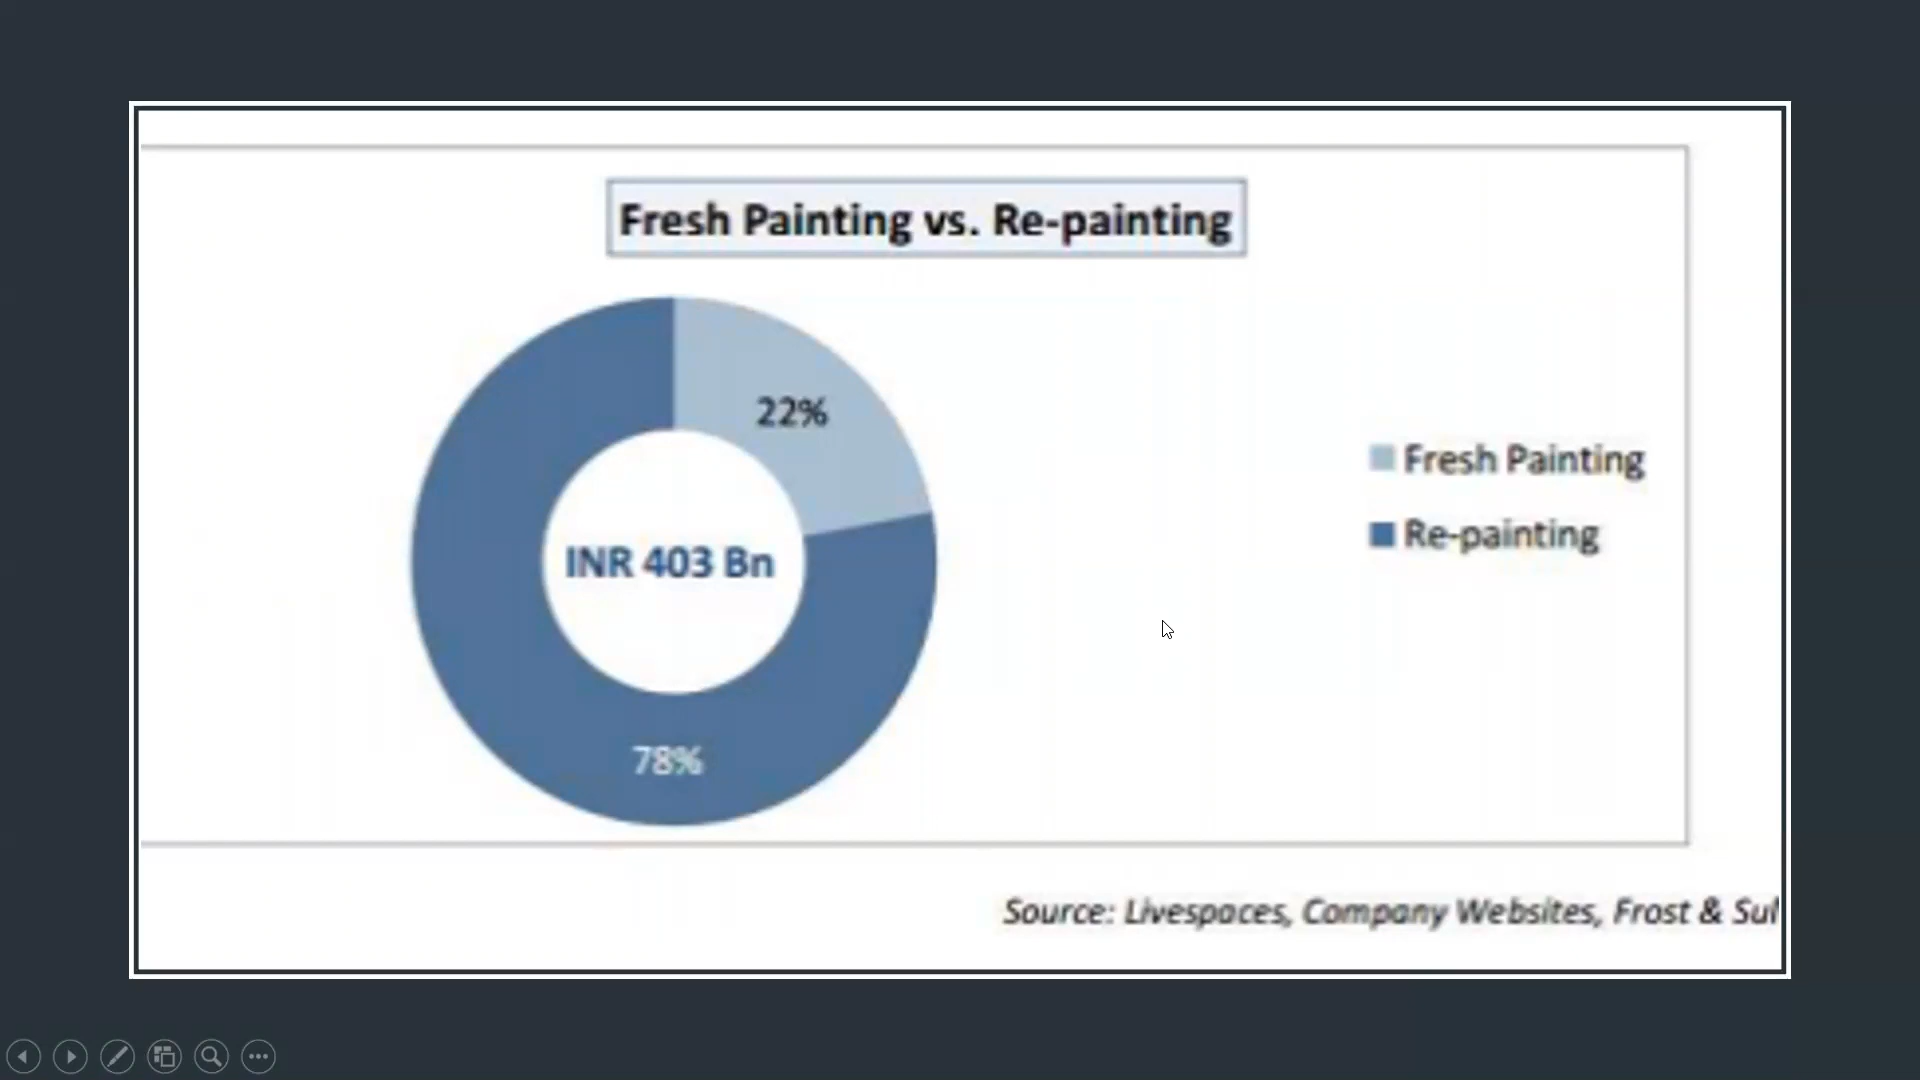 Fresh Painting vs. Re-painting
22%
Fresh Painting
Re-painting
INR 403 Bn
78%
Source: Livespaces, Company Websites, Frost & Sul